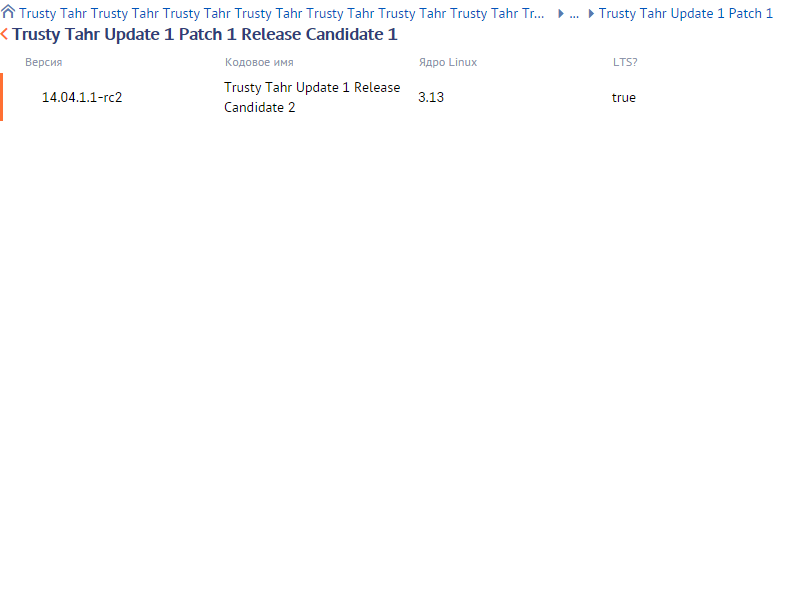 Trusty Tahr Trusty Tahr Trusty Tahr Trusty Tahr Trusty Tahr Trusty Tahr Trusty Tahr Tr... ... Trusty Tahr Update 1 Patch 1
Trusty Tahr Update 1 Patch 1 Release Candidate 1
Версия Кодовое имя Ядро Linux LTS?
14.04.1.1-rc2 Trusty Tahr Update 1 Release Candidate 2 3.13 true